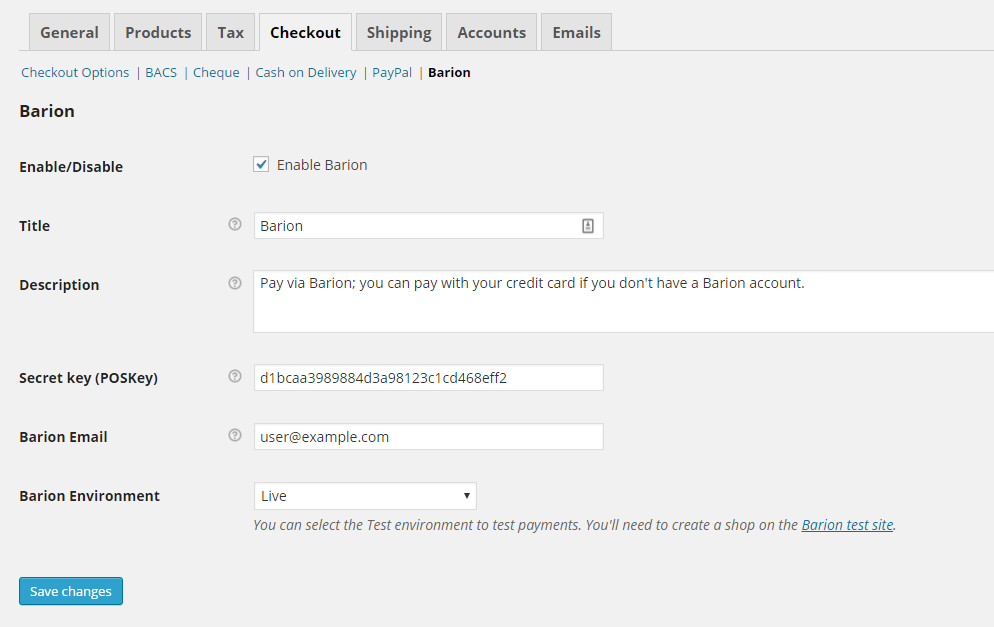 General Products Tax Checkout Shipping Accounts Emails
Checkout Options | BACS | Cheque | Cash on Delivery | PayPal | Barion
Barion
Enable/Disable Enable Barion
Title ? Barion
Description ? Pay via Barion; you can pay with your credit card if you don't have a Barion account.
Secret key (POSKey) ? d1bcaa3989884d3a98123c1cd468eff2
Barion Email ? user@example.com
Barion Environment Live
You can select the Test environment to test payments. You'll need to create a shop on the Barion test site.
Save changes